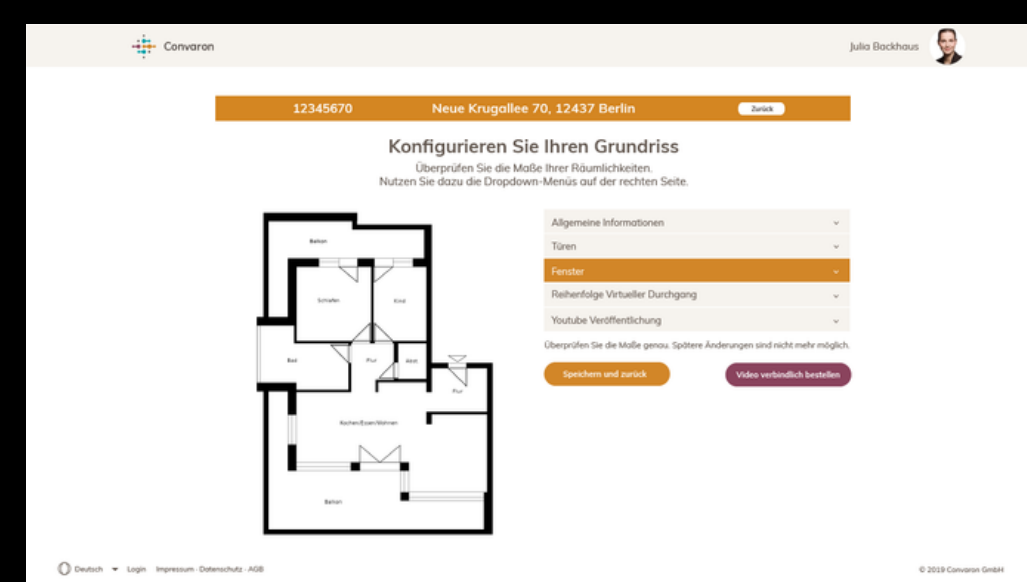 Convaron
Julia Backhaus
12345670 Neue Krugallee 70, 12437 Berlin Zurück
Konfigurieren Sie Ihren Grundriss
Überprüfen Sie die Maße Ihrer Räumlichkeiten.
Nutzen Sie dazu die Dropdown-Menüs auf der rechten Seite.
Balkon
Schlafen
Kind
Bad
Flur
Abst
Flur
Kochen/Essen/Wohnen
Balkon
Allgemeine Informationen
Türen
Fenster
Reihenfolge Virtueller Durchgang
Youtube Veröffentlichung
Überprüfen Sie die Maße genau. Spätere Änderungen sind nicht mehr möglich.
Speichern und zurück
Video verbindlich bestellen
Deutsch Login Impressum · Datenschutz · AGB
© 2019 Convaron GmbH